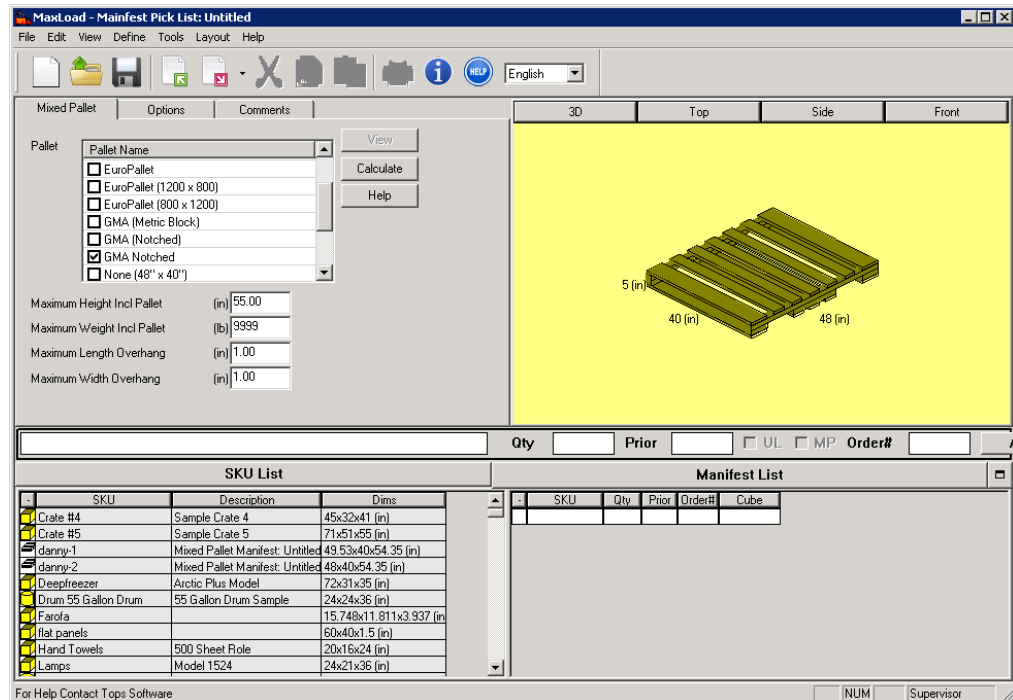 MaxLoad - Mainfest Pick List: Untitled
File Edit View Define Tools Layout Help
HELP English
Mixed Pallet Options Comments
3D Top Side Front
Pallet
Pallet Name
EuroPallet
EuroPallet (1200 x 800)
EuroPallet (800 x 1200)
GMA (Metric Block)
GMA (Notched)
GMA Notched
None (48" x 40")
View
Calculate
Help
Maximum Height Incl Pallet (in) 55.00
Maximum Weight Incl Pallet (lb) 9999
Maximum Length Overhang (in) 1.00
Maximum Width Overhang (in) 1.00
5 (in)
40 (in) 48 (in)
Qty Prior UL MP Order#
SKU List Manifest List
- SKU Description Dims
Crate #4 Sample Crate 4 45x32x41 (in)
Crate #5 Sample Crate 5 71x51x55 (in)
danny-1 Mixed Pallet Manifest: Untitled 49.53x40x54.35 (in)
danny-2 Mixed Pallet Manifest: Untitled 48x40x54.35 (in)
Deepfreezer Arctic Plus Model 72x31x35 (in)
Drum 55 Gallon Drum 55 Gallon Drum Sample 24x24x36 (in)
Farofa 15.748x11.811x3.937 (in
flat panels 60x40x1.5 (in)
Hand Towels 500 Sheet Role 20x16x24 (in)
Lamps Model 1524 24x21x36 (in)
- SKU Qty Prior Order# Cube
For Help Contact Tops Software NUM Supervisor